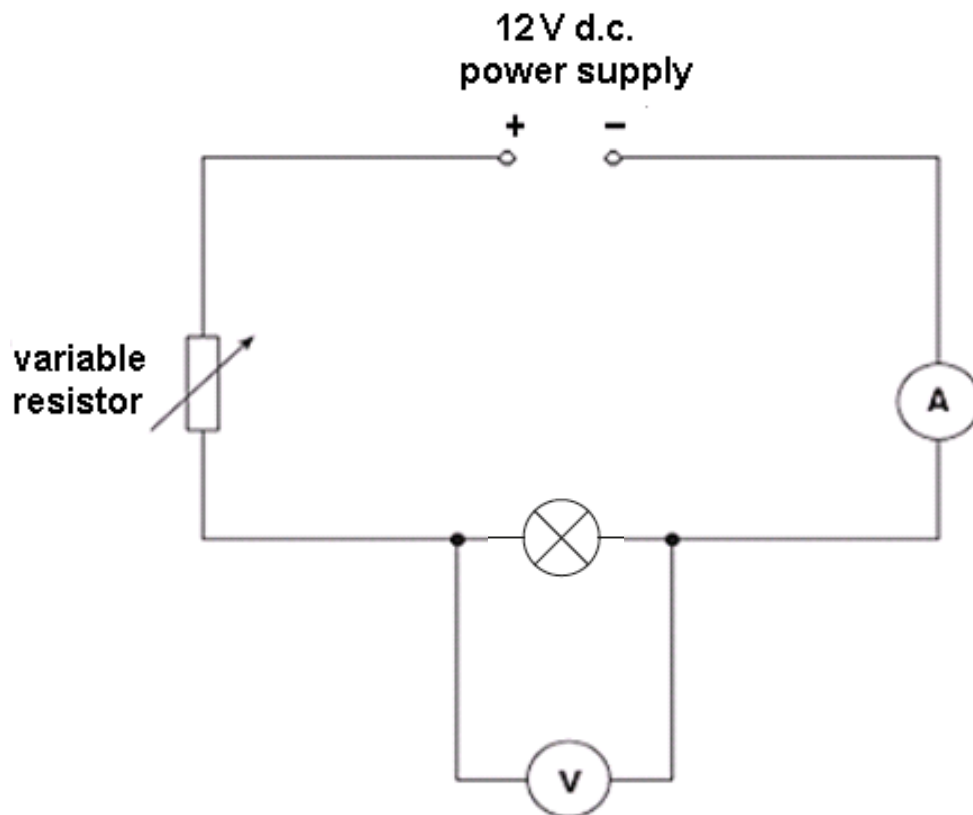 12 V d.c.
power supply
+ −
variable
resistor
A
V